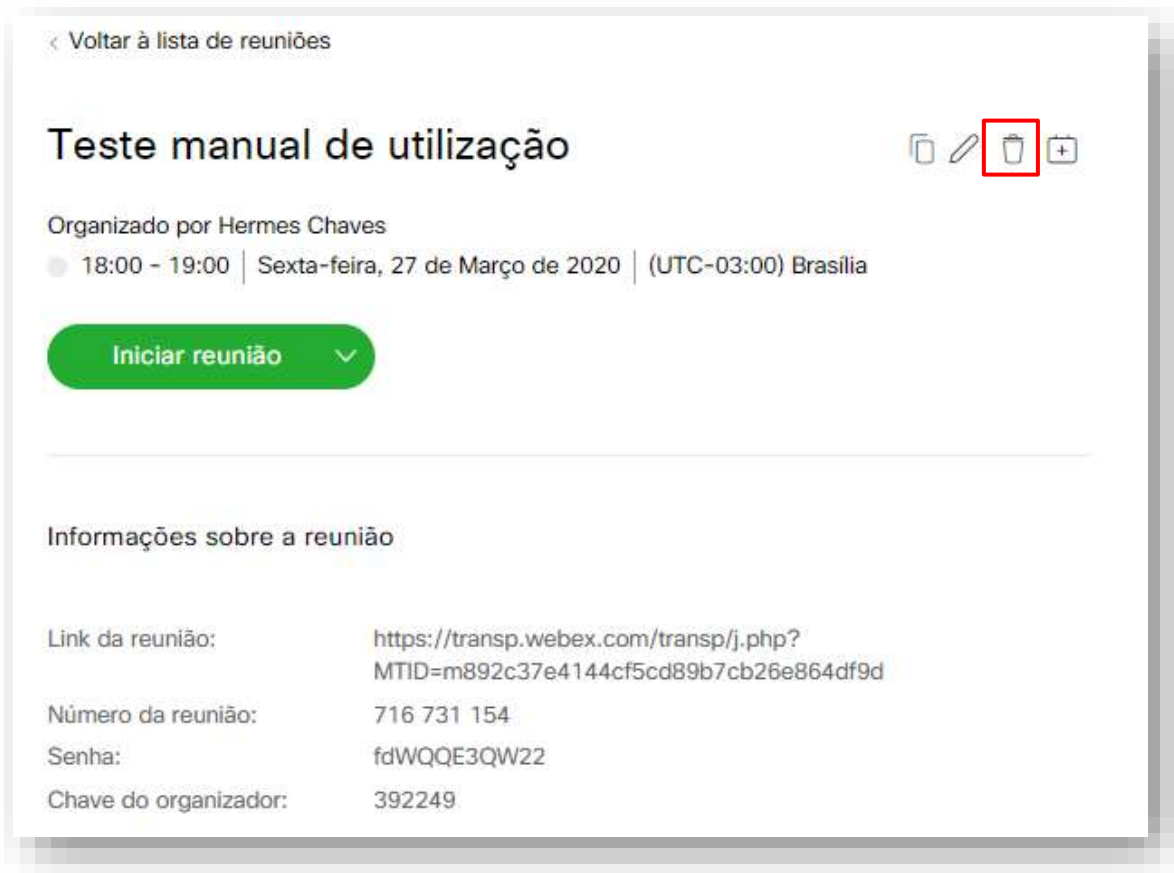 Voltar à lista de reuniões
Teste manual de utilização
Organizado por Hermes Chaves
18:00 - 19:00 | Sexta-feira, 27 de Março de 2020 | (UTC-03:00) Brasília
Iniciar reunião
Informações sobre a reunião
Link da reunião: https://transp.webex.com/transp/j.php?
MTID=m892c37e4144cf5cd89b7cb26e864df9d
Número da reunião: 716 731 154
Senha: fdWQQE3QW22
Chave do organizador: 392249